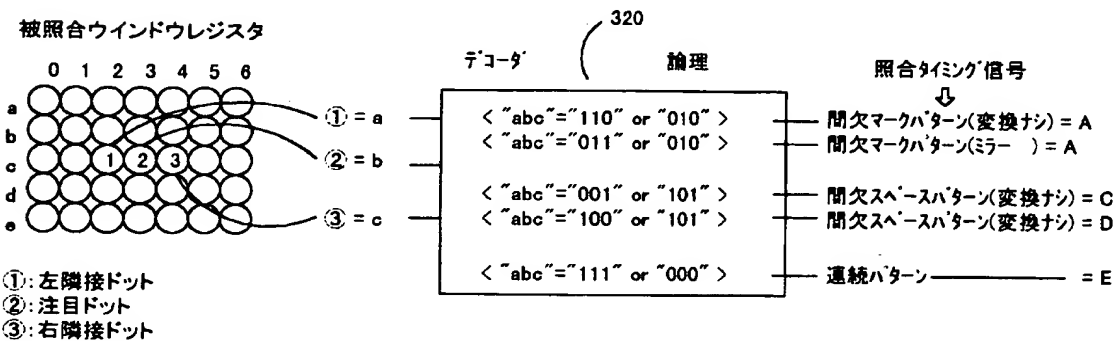 320
被照合ウインドウレジスタ
デコーダ 論理
照合タイミング信号
0 1 2 3 4 5 6
a
b
c
d
e
1 2 3
① = a
② = b
③ = c
< "abc"="110" or "010" >
< "011" or "010" >
< "abc"="001" or "101" >
< "abc"="100" or "101" >
< "abc"="111" or "000" >
間欠マークパターン(変換ナシ) = A
間欠マークパターン(ミラー ) = A
間欠スペースパターン(変換ナシ) = C
間欠スペースパターン(変換ナシ) = D
連続パターン = E
①:左隣接ドット
②:注目ドット
③:右隣接ドット